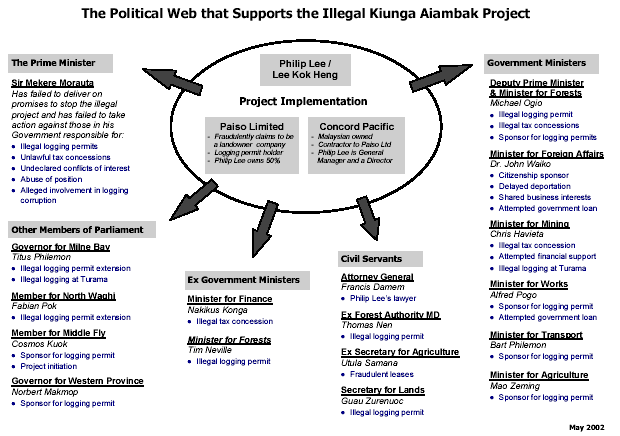 The Political Web that Supports the Illegal Kiunga Aiambak Project
The Prime Minister
Sir Mekere Morauta
Has failed to deliver on
promises to stop the illegal
project and has failed to take
action against those in his
Government responsible for:
● Illegal logging permits
● Unlawful tax concessions
● Undeclared conflicts of interest
● Abuse of position
● Alleged involvement in logging
corruption
Philip Lee /
Lee Kok Heng
Project Implementation
Paiso Limited
- Fraudulently claims to be
a landowner company
- Logging permit holder
- Philip Lee owns 50%
Concord Pacific
- Malaysian owned
- Contractor to Paiso Ltd
- Philip Lee is General
Manager and a Director
Government Ministers
Deputy Prime Minister
& Minister for Forests
Michael Ogio
● Illegal logging permit
● Illegal tax concessions
● Sponsor for logging permits
Minister for Foreign Affairs
Dr. John Waiko
● Citizenship sponsor
● Delayed deportation
● Shared business interests
● Attempted government loan
Minister for Mining
Chris Havieta
● Illegal tax concession
● Attempted financial support
● Illegal logging at Turama
Minister for Works
Alfred Pogo
● Sponsor for logging permit
● Attempted government loan
Minister for Transport
Bart Philemon
● Sponsor for logging permit
Minister for Agriculture
Mao Zeming
● Sponsor for logging permit
Other Members of Parliament
Governor for Milne Bay
Titus Philemon
● Illegal logging permit extension
● Illegal logging at Turama
Member for North Waghi
Fabian Pok
● Illegal logging permit extension
Member for Middle Fly
Cosmos Kuok
● Sponsor for logging permit
● Project initiation
Governor for Western Province
Norbert Makmop
● Sponsor for logging permit
Ex Government Ministers
Minister for Finance
Nakikus Konga
● Illegal tax concession
Minister for Forests
Tim Neville
● Illegal logging permit
Civil Servants
Attorney General
Francis Damem
● Philip Lee's lawyer
Ex Forest Authority MD
Thomas Nen
● Illegal logging permit
Ex Secretary for Agriculture
Utula Samana
● Fraudulent leases
Secretary for Lands
Guau Zurenuoc
● Illegal logging permit
May 2002